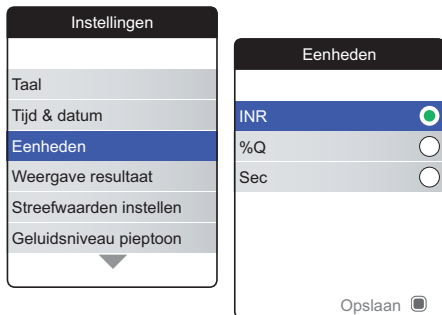 Instellingen
Taal
Tijd & datum
Eenheden
Weergave resultaat
Streefwaarden instellen
Geluidsniveau pieptoon
Eenheden
INR
%Q
Sec
Opslaan